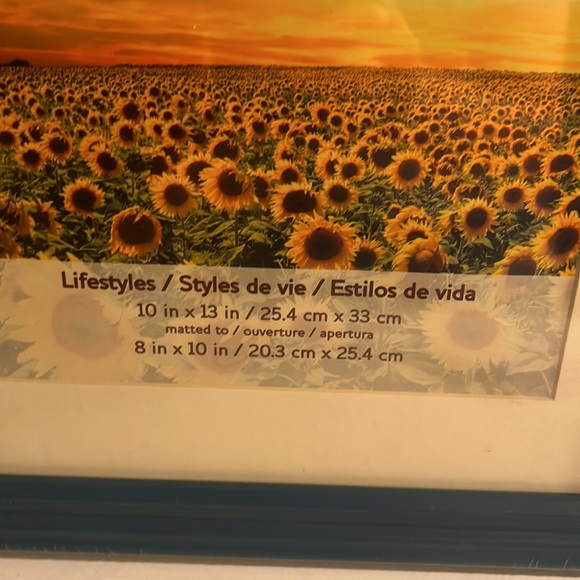 Lifestyles / Styles de vie / Estilos de vida
10 in x 13 in / 25.4 cm x 33 cm
matted to / ouverture / apertura
8 in x 10 in / 20.3 cm x 25.4 cm